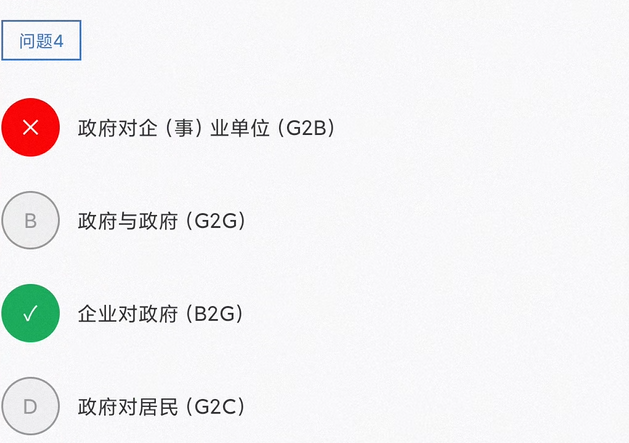 问题4
政府对企（事）业单位（G2B）
B
政府与政府（G2G）
企业对政府（B2G）
D
政府对居民（G2C）